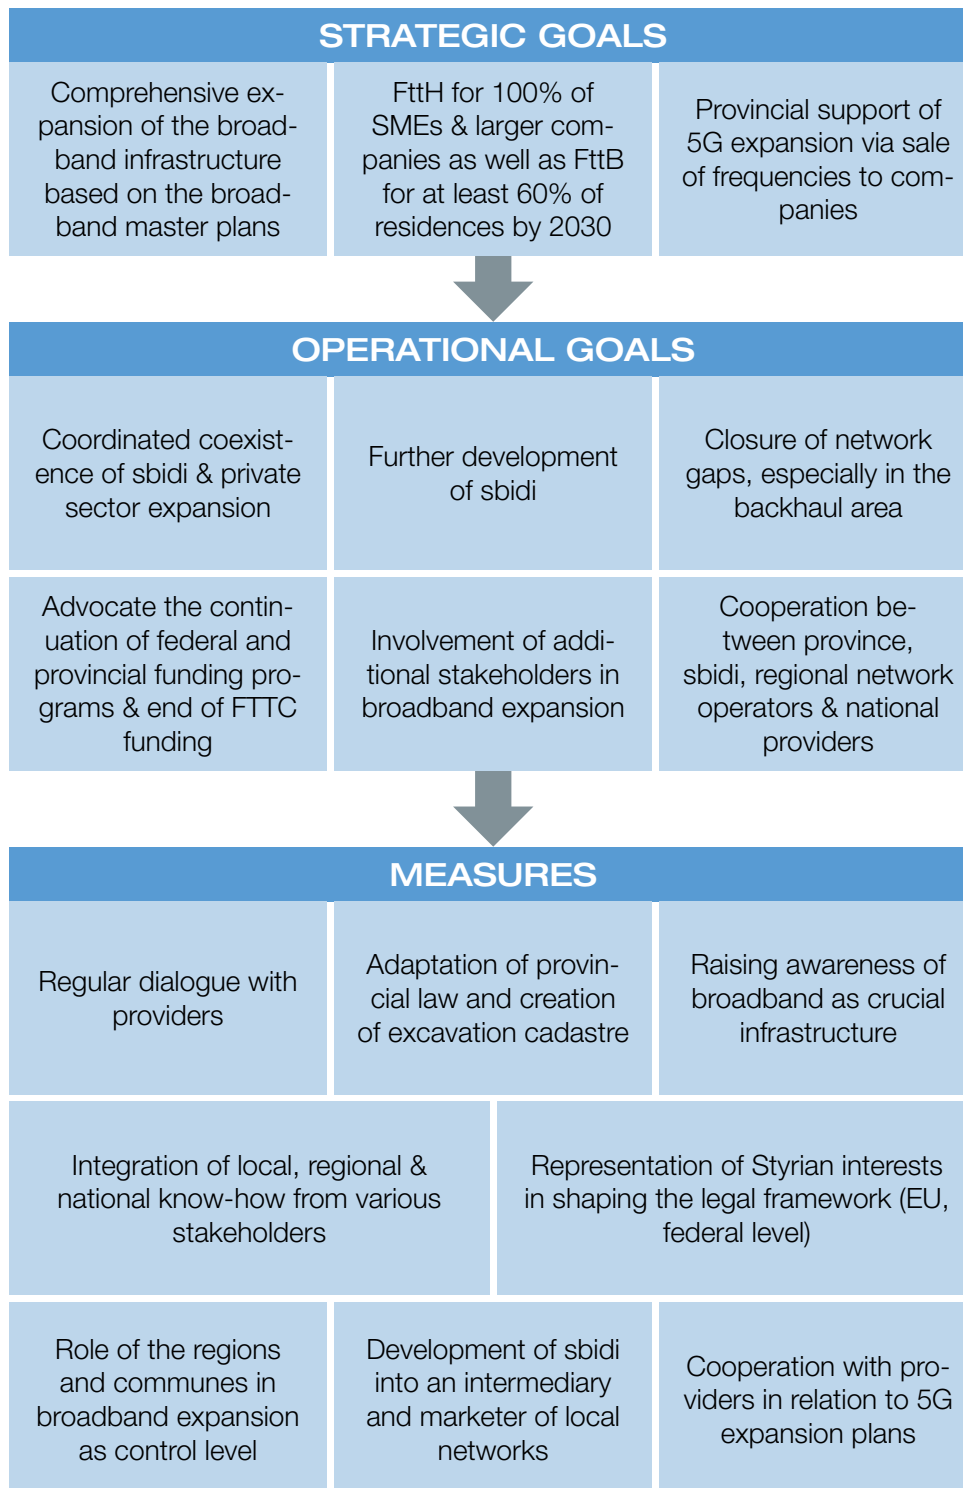 STRATEGIC GOALS
Comprehensive ex-
pansion of the broad-
band infrastructure
based on the broad-
band master plans
FttH for 100% of
SMEs & larger com-
panies as well as FttB
for at least 60% of
residences by 2030
Provincial support of
5G expansion via sale
of frequencies to com-
panies
OPERATIONAL GOALS
Coordinated coexist-
ence of sbidi & private
sector expansion
Further development
of sbidi
Closure of network
gaps, especially in the
backhaul area
Advocate the contin-
uation of federal and
provincial funding pro-
grams & end of FTTC
funding
Involvement of addi-
tional stakeholders in
broadband expansion
Cooperation be-
tween province,
sbidi, regional network
operators & national
providers
MEASURES
Regular dialogue with
providers
Adaptation of provin-
cial law and creation
of excavation cadastre
Raising awareness of
broadband as crucial
infrastructure
Integration of local, regional &
national know-how from various
stakeholders
Representation of Styrian interests
in shaping the legal framework (EU,
federal level)
Role of the regions
and communes in
broadband expansion
as control level
Development of sbidi
into an intermediary
and marketer of local
networks
Cooperation with pro-
viders in relation to 5G
expansion plans